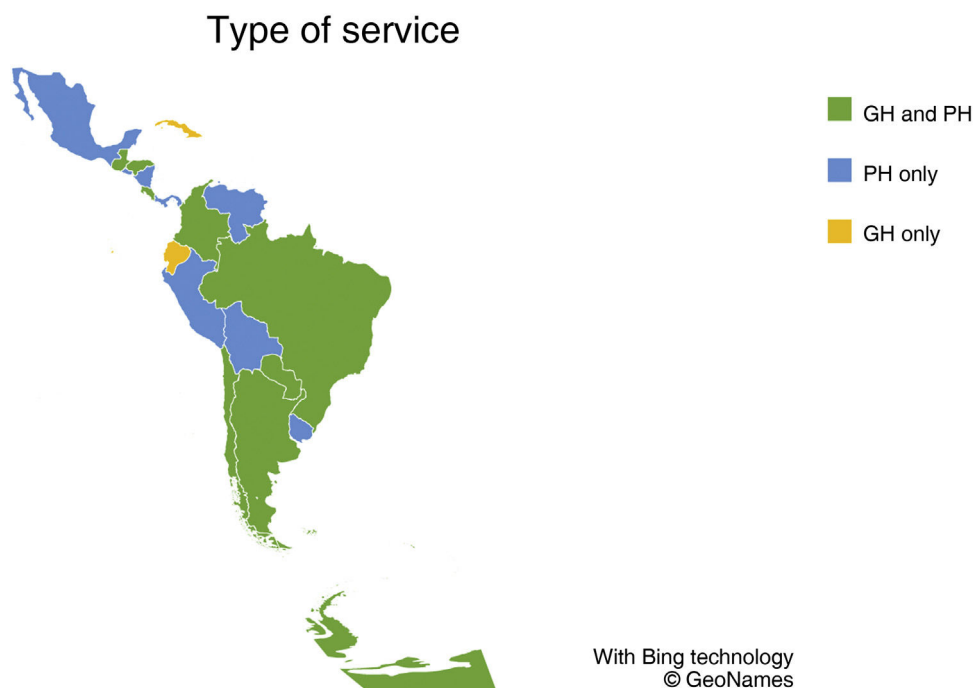 Type of service
GH and PH
PH only
GH only
With Bing technology
© GeoNames